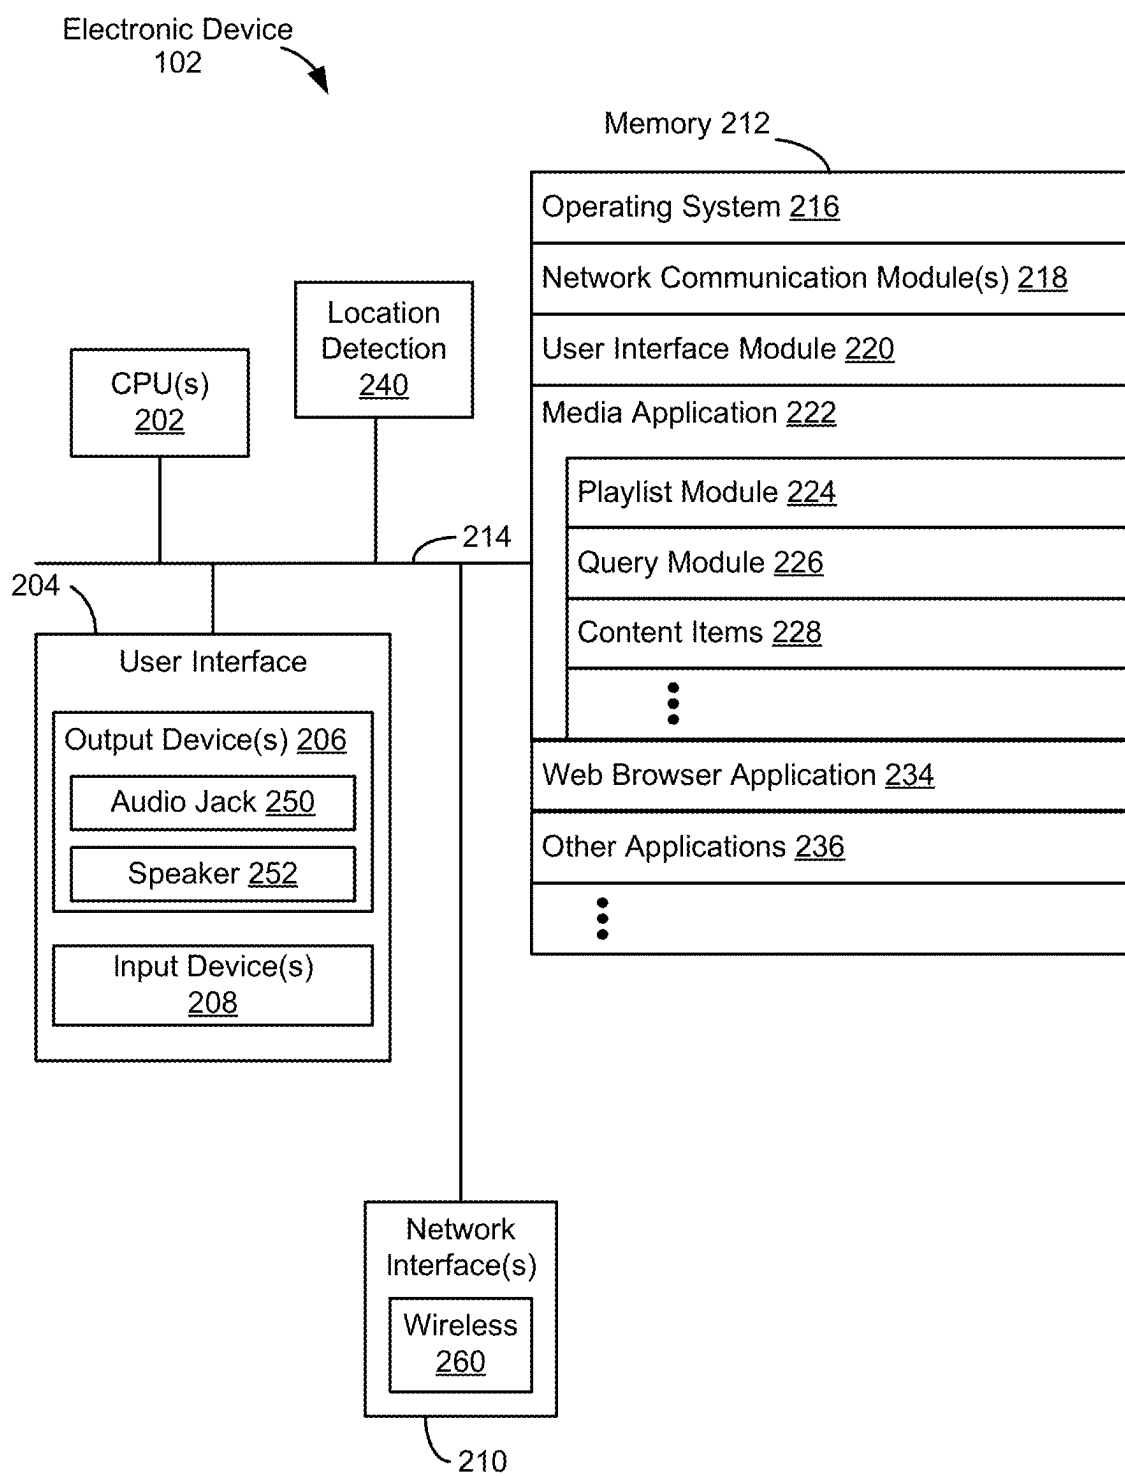 Electronic Device
102
Memory 212
Operating System 216
Network Communication Module(s) 218
User Interface Module 220
Media Application 222
Playlist Module 224
Query Module 226
Content Items 228
Web Browser Application 234
Other Applications 236
Location
Detection
240
CPU(s)
202
214
204
User Interface
Output Device(s) 206
Audio Jack 250
Speaker 252
Input Device(s)
208
Network
Interface(s)
Wireless
260
210